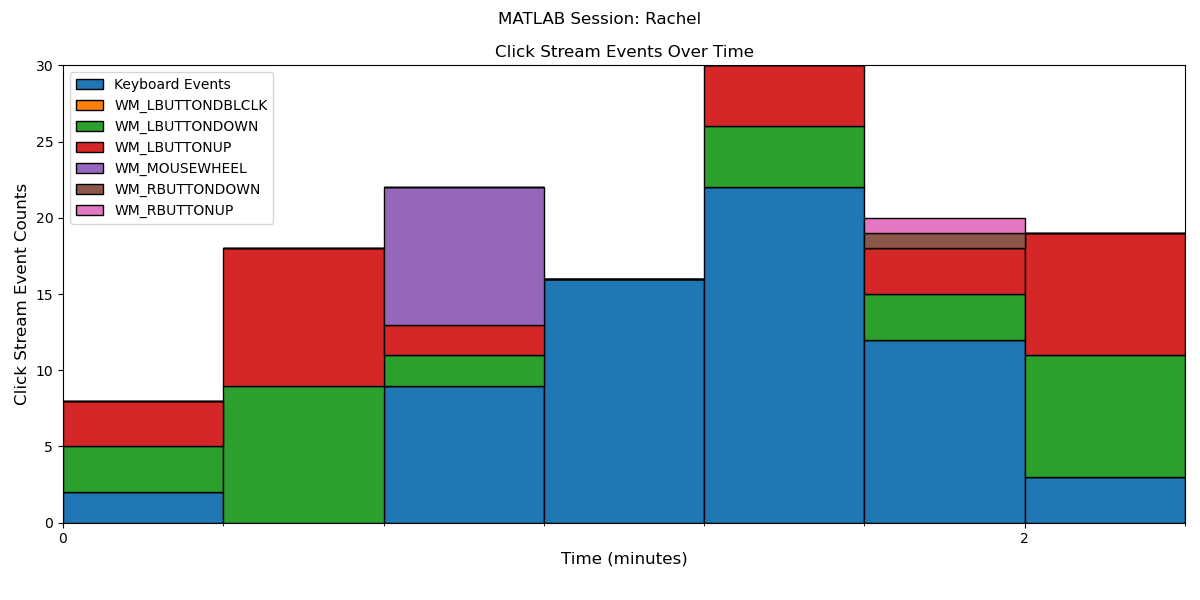 MATLAB Session: Rachel
Click Stream Events Over Time
30
25
20
15
10
5
0
Click Stream Event Counts
Keyboard Events
WM_LBUTTONDBLCLK
WM_LBUTTONDOWN
WM_LBUTTONUP
WM_MOUSEWHEEL
WM_RBUTTONDOWN
WM_RBUTTONUP
0 2
Time (minutes)